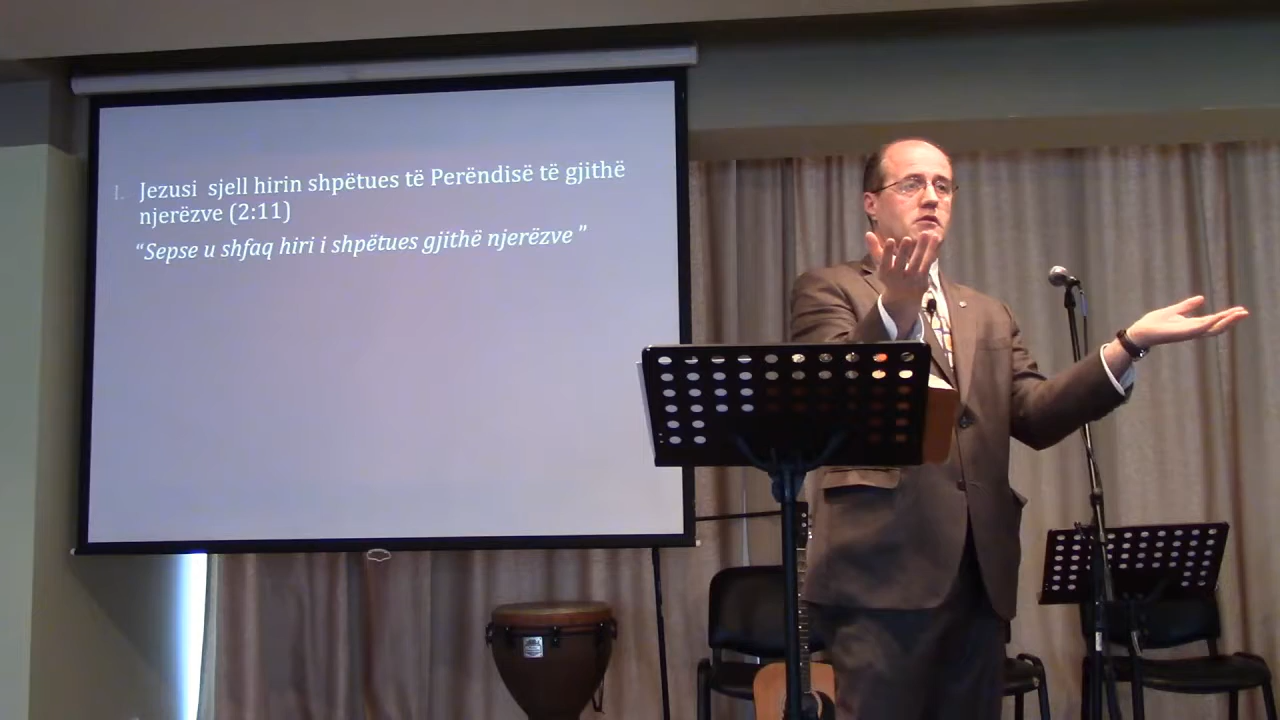 I. Jezusi sjell hirin shpëtues të Perëndisë të gjithë
njerëzve (2:11)
“Sepse u shfaq hiri i shpëtues gjithë njerëzve ”